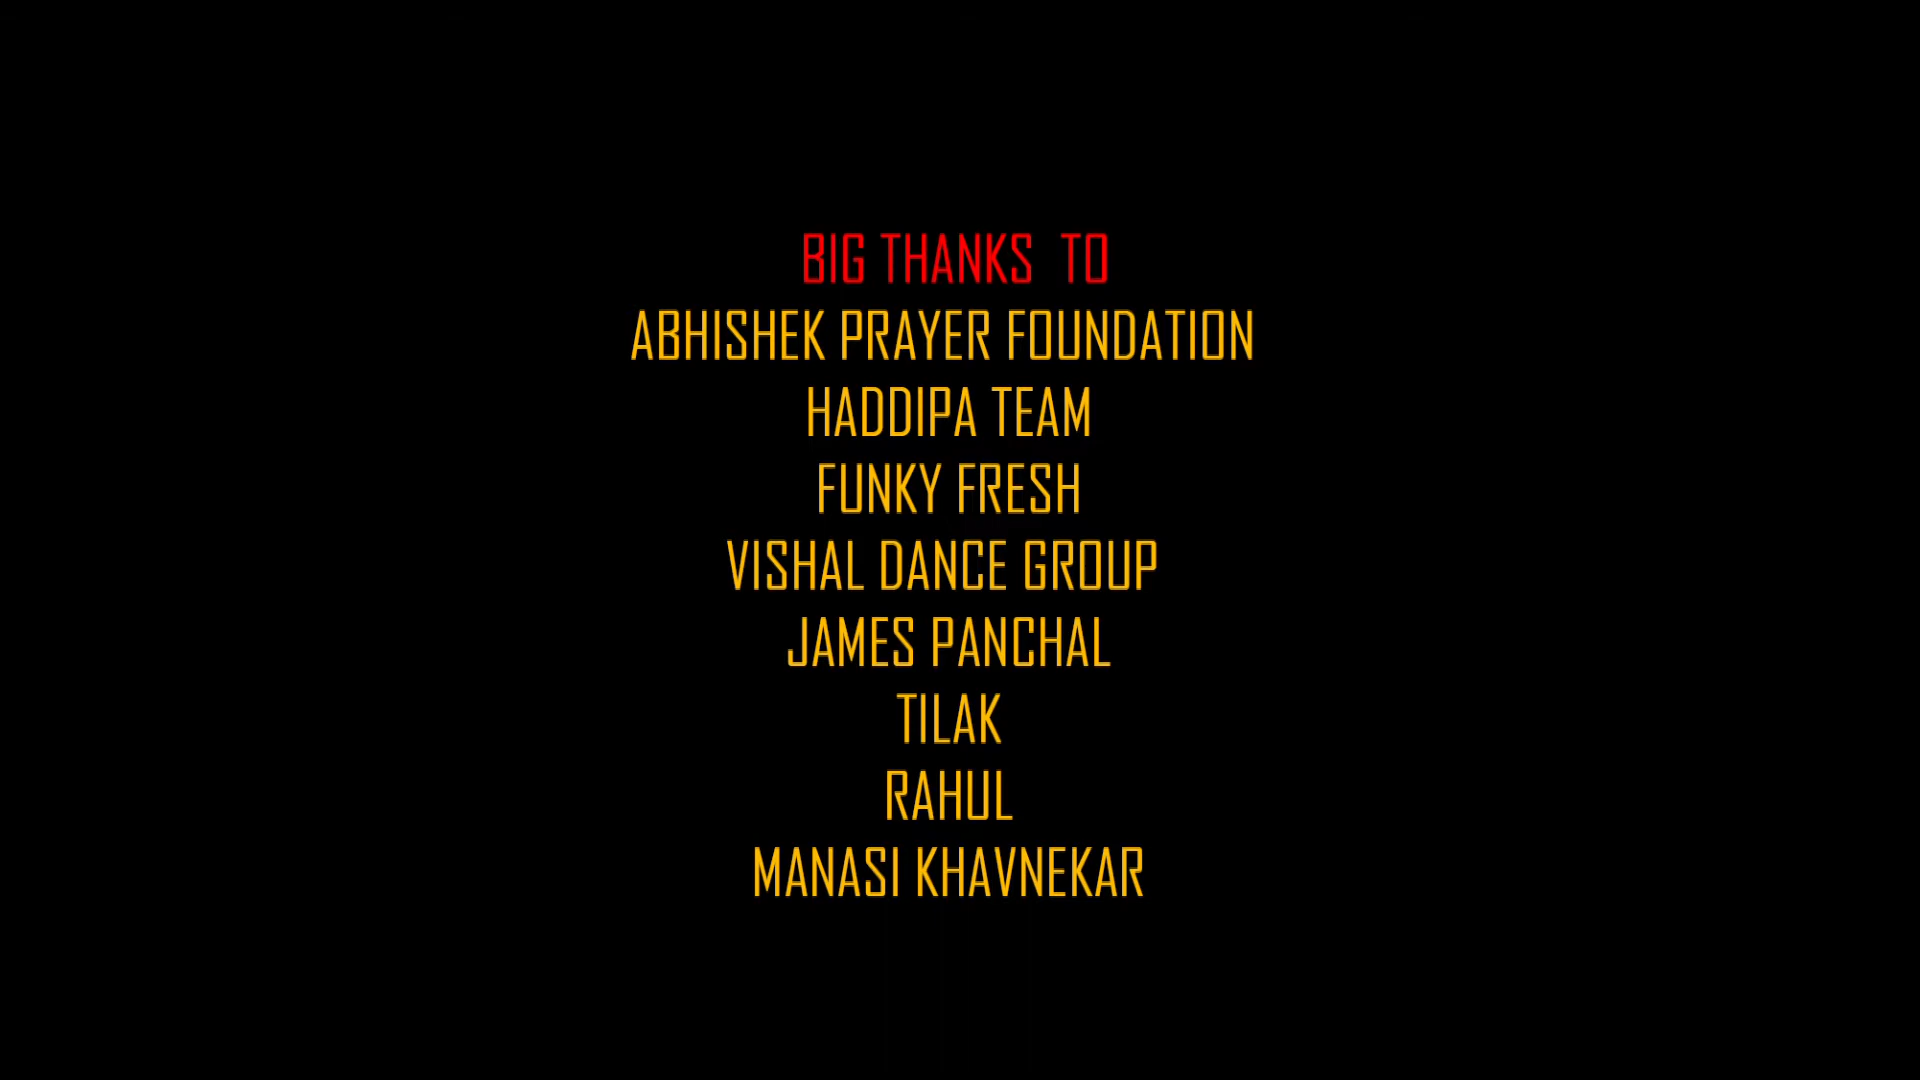 BIG THANKS  TO
ABHISHEK PRAYER FOUNDATION
HADDIPA TEAM
FUNKY FRESH
VISHAL DANCE GROUP
JAMES PANCHAL
TILAK
RAHUL
MANASI KHAVNEKAR